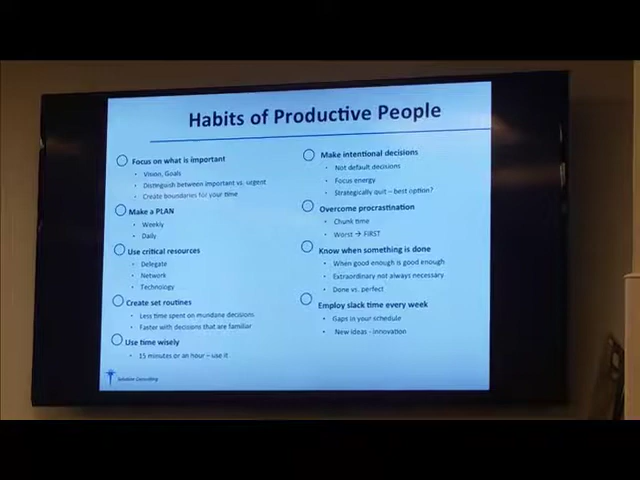 Habits of Productive People
Focus on what is important
• Vision, Goals
• Distinguish between important vs. urgent
• Create boundaries for your time
Make a PLAN
• Weekly
• Daily
Use critical resources
• Delegate
• Network
• Technology
Create set routines
• Less time spent on mundane decisions
• Faster with decisions that are familiar
Use time wisely
• 15 minutes or an hour – use it
Make intentional decisions
• Not default decisions
• Focus energy
• Strategically quit – best option?
Overcome procrastination
• Chunk time
• Worst → FIRST
Know when something is done
• When good enough is good enough
• Extraordinary not always necessary
• Done vs. perfect
Employ slack time every week
• Gaps in your schedule
• New ideas - innovation
Consulting